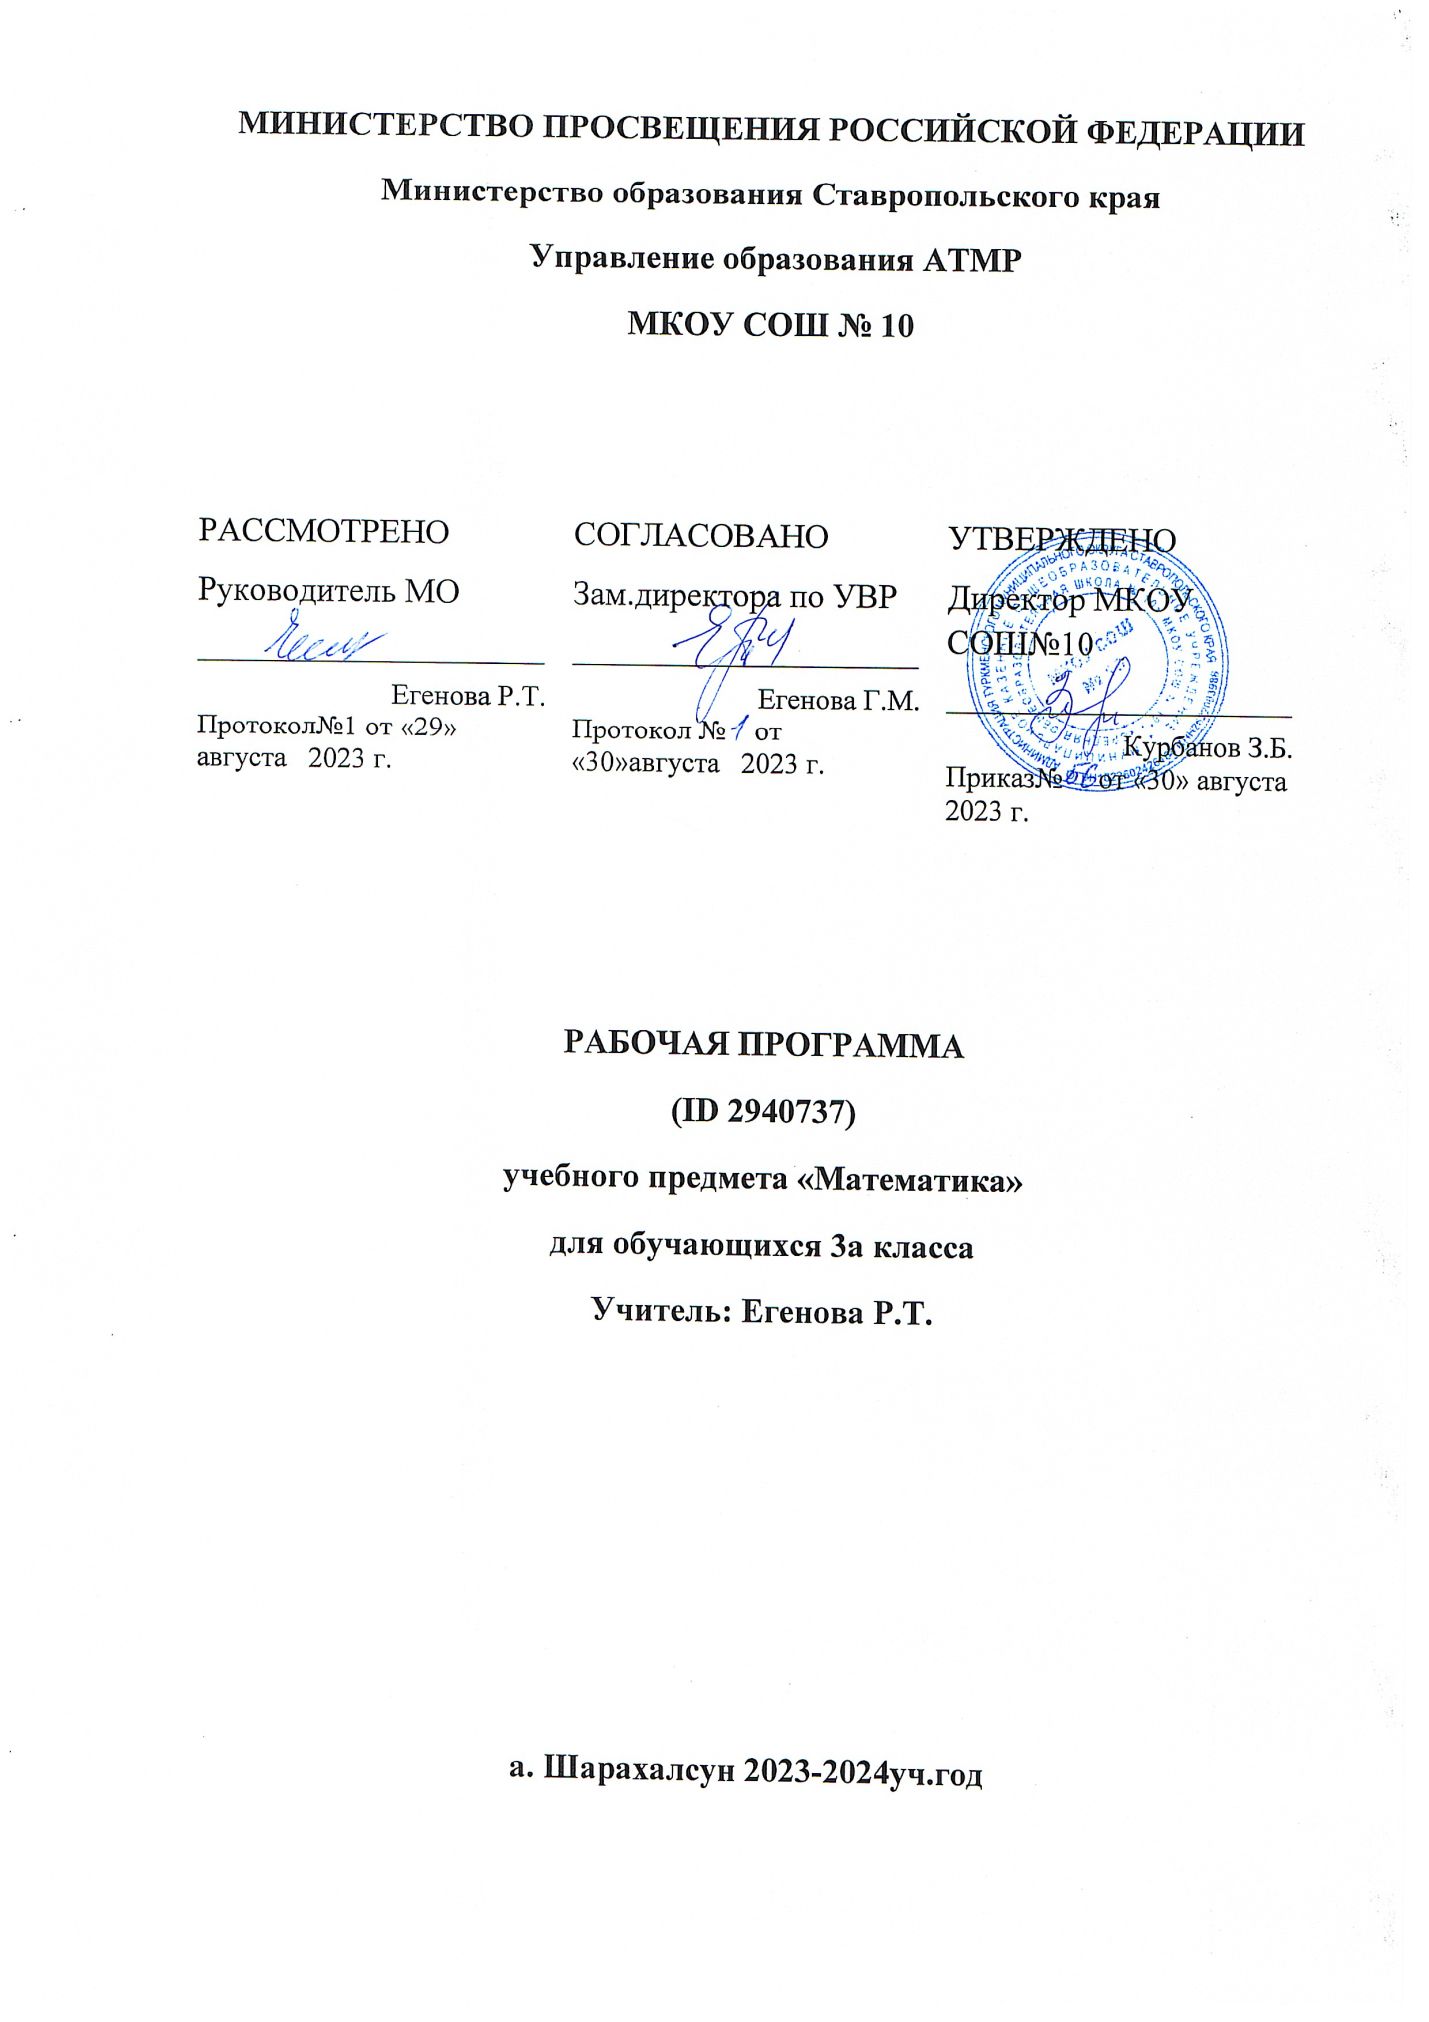 МИНИСТЕРСТВО ПРОСВЕЩЕНИЯ РОССИЙСКОЙ ФЕДЕРАЦИИ
Министерство образования Ставропольского края
Управление образования АТМР
МКОУ СОШ № 10
РАССМОТРЕНО
Руководитель МО
Егенова Р.Т.
Протокол№1 от «29»
августа 2023 г.
СОГЛАСОВАНО
Зам.директора по УВР
Егенова Г.М.
Протокол № 1 от
«30»августа 2023 г.
УТВЕРЖДЕНО
Директор МКОУ
СОШ№10
Курбанов З.Б.
Приказ№ от «30» августа
2023 г.
РАБОЧАЯ ПРОГРАММА
(ID 2940737)
учебного предмета «Математика»
для обучающихся 3а класса
Учитель: Егенова Р.Т.
а. Шарахалсун 2023-2024уч.год